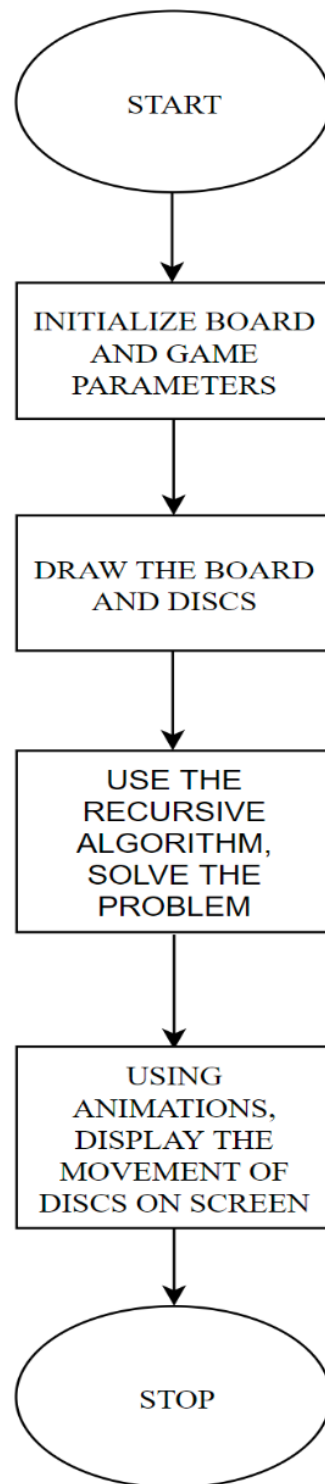 START
INITIALIZE BOARD
AND GAME
PARAMETERS
DRAW THE BOARD
AND DISCS
USE THE
RECURSIVE
ALGORITHM,
SOLVE THE
PROBLEM
USING
ANIMATIONS,
DISPLAY THE
MOVEMENT OF
DISCS ON SCREEN
STOP